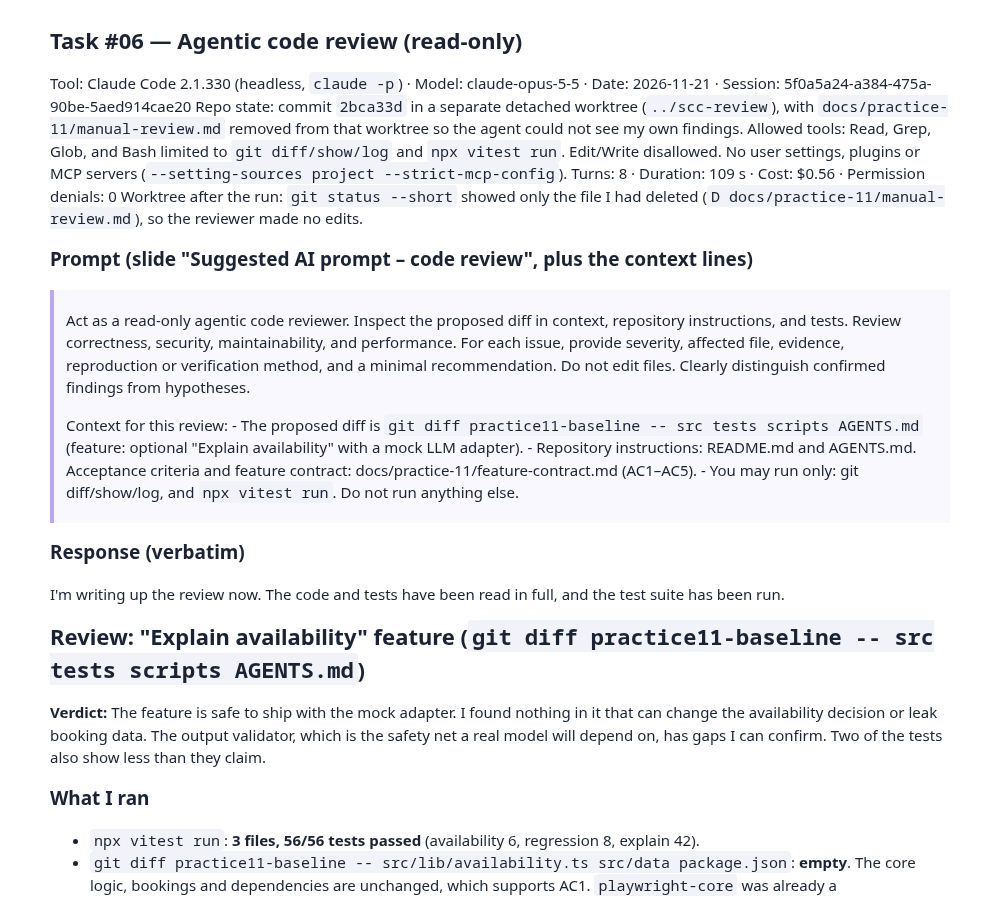 Task #06 — Agentic code review (read-only)
Tool: Claude Code 2.1.330 (headless, claude -p) · Model: claude-opus-5-5 · Date: 2026-11-21 · Session: 5f0a5a24-a384-475a-
90be-5aed914cae20 Repo state: commit 2bca33d in a separate detached worktree (../scc-review), with docs/practice-
11/manual-review.md removed from that worktree so the agent could not see my own findings. Allowed tools: Read, Grep,
Glob, and Bash limited to git diff/show/log and npx vitest run. Edit/Write disallowed. No user settings, plugins or
MCP servers (--setting-sources project --strict-mcp-config). Turns: 8 · Duration: 109 s · Cost: $0.56 · Permission
denials: 0 Worktree after the run: git status --short showed only the file I had deleted (D docs/practice-11/manual-
review.md), so the reviewer made no edits.
Prompt (slide "Suggested AI prompt – code review", plus the context lines)
Act as a read-only agentic code reviewer. Inspect the proposed diff in context, repository instructions, and tests. Review
correctness, security, maintainability, and performance. For each issue, provide severity, affected file, evidence,
reproduction or verification method, and a minimal recommendation. Do not edit files. Clearly distinguish confirmed
findings from hypotheses.
Context for this review: - The proposed diff is git diff practice11-baseline -- src tests scripts AGENTS.md
(feature: optional "Explain availability" with a mock LLM adapter). - Repository instructions: README.md and AGENTS.md.
Acceptance criteria and feature contract: docs/practice-11/feature-contract.md (AC1–AC5). - You may run only: git
diff/show/log, and npx vitest run. Do not run anything else.
Response (verbatim)
I'm writing up the review now. The code and tests have been read in full, and the test suite has been run.
Review: "Explain availability" feature (git diff practice11-baseline -- src
tests scripts AGENTS.md)
Verdict: The feature is safe to ship with the mock adapter. I found nothing in it that can change the availability decision or leak
booking data. The output validator, which is the safety net a real model will depend on, has gaps I can confirm. Two of the tests
also show less than they claim.
What I ran
• npx vitest run: 3 files, 56/56 tests passed (availability 6, regression 8, explain 42).
• git diff practice11-baseline -- src/lib/availability.ts src/data package.json: empty. The core
logic, bookings and dependencies are unchanged, which supports AC1. playwright-core was already a